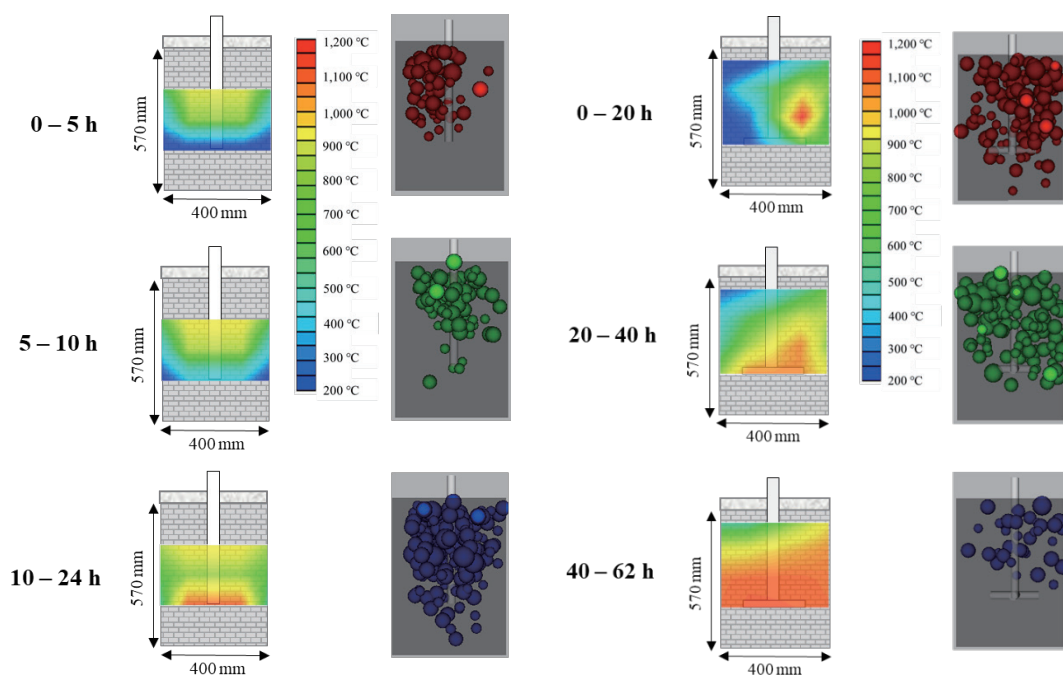 0 – 5 h
570 mm
400 mm
1,200 °C
1,100 °C
1,000 °C
900 °C
800 °C
700 °C
600 °C
500 °C
400 °C
300 °C
200 °C
5 – 10 h
570 mm
400 mm
10 – 24 h
570 mm
400 mm
0 – 20 h
570 mm
400 mm
1,200 °C
1,100 °C
1,000 °C
900 °C
800 °C
700 °C
600 °C
500 °C
400 °C
300 °C
200 °C
20 – 40 h
570 mm
400 mm
40 – 62 h
570 mm
400 mm